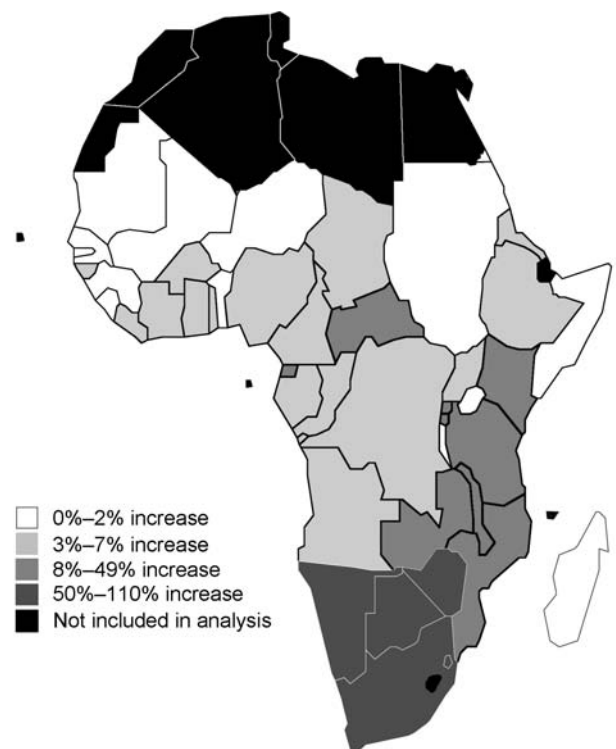 0%–2% increase
3%–7% increase
8%–49% increase
50%–110% increase
Not included in analysis